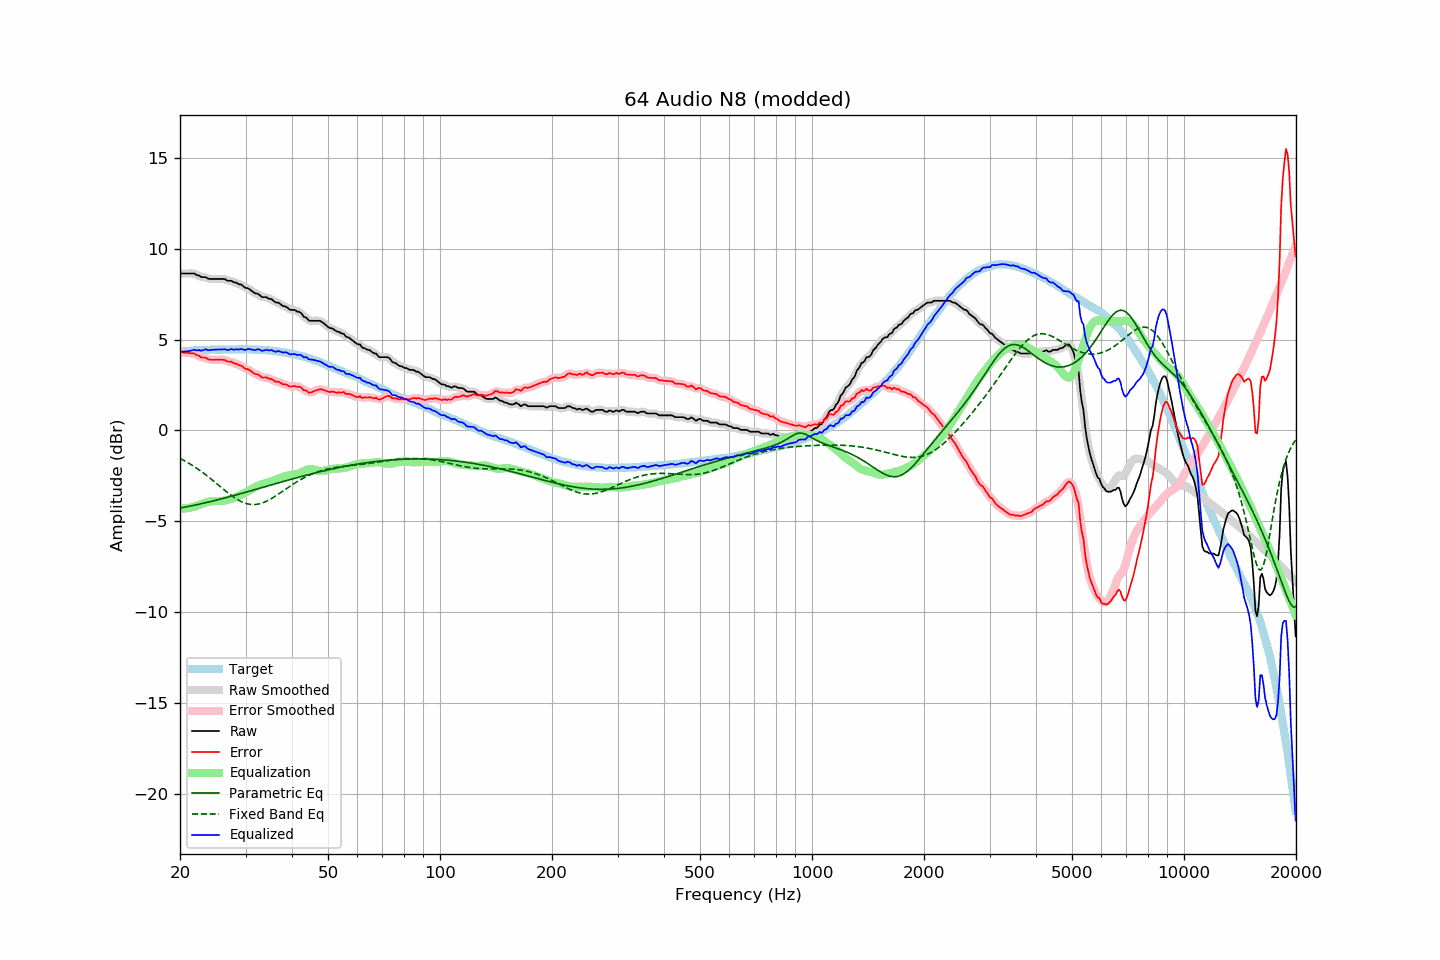 64 Audio N8 (modded)
Amplitude (dBr)
15
10
5
0
−5
−10
−15
−20
Target
Raw Smoothed
Error Smoothed
Raw
Error
Equalization
Parametric Eq
Fixed Band Eq
Equalized
20 50 100 200 500 1000 2000 5000 10000 20000
Frequency (Hz)